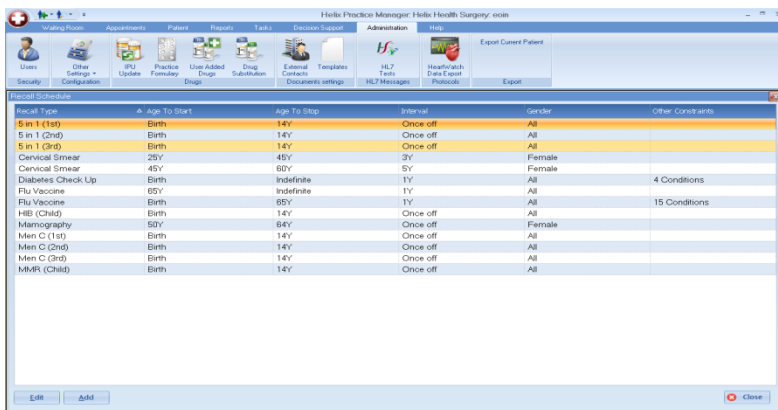 Helix Practice Manager: Helix Health Surgery: eoin
Waiting Room Appointments Patient Reports Tasks Decision Support Administration Help
Users
Other Settings
IPU Update
Practice Formulary
User Added Drugs
Drug Substitution
External Contacts
Templates
HL7 Tests
HeartWatch Data Export
Export Current Patient
Security Configuration Drugs Documents settings HL7 Messages Protocols Export
Recall Schedule
Recall Type Age To Start Age To Stop Interval Gender Other Constraints
5 in 1 (1st) Birth 14Y Once off All
5 in 1 (2nd) Birth 14Y Once off All
5 in 1 (3rd) Birth 14Y Once off All
Cervical Smear 25Y 45Y 3Y Female
Cervical Smear 45Y 60Y 5Y Female
Diabetes Check Up Birth Indefinite 1Y All 4 Conditions
Flu Vaccine 65Y Indefinite 1Y All
Flu Vaccine Birth 65Y 1Y All 15 Conditions
HIB (Child) Birth 14Y Once off All
Mamography 50Y 64Y Once off Female
Men C (1st) Birth 14Y Once off All
Men C (2nd) Birth 14Y Once off All
Men C (3rd) Birth 14Y Once off All
MMR (Child) Birth 14Y Once off All
Edit Add Close